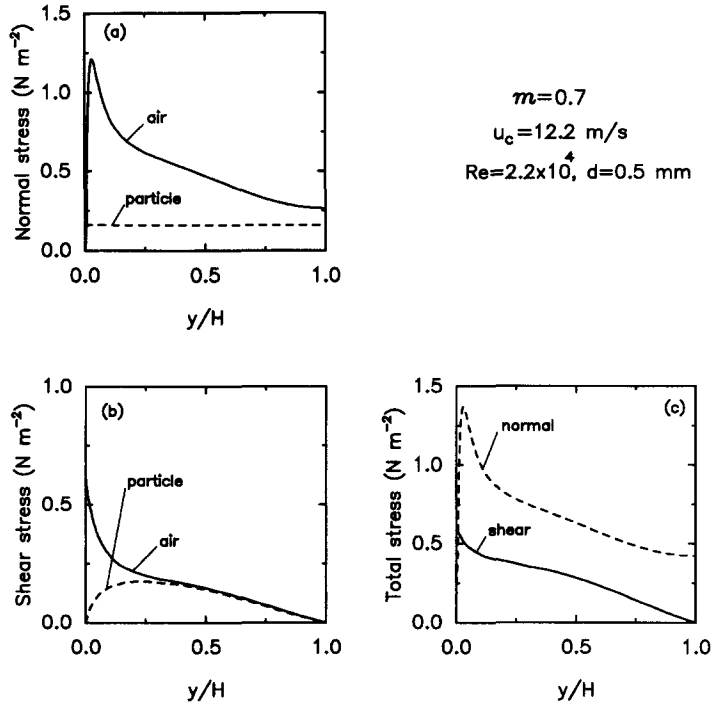 Normal stress (N m⁻²)
1.5
1.0
0.5
0.0
(a)
air
particle
0.0
0.5
1.0
y/H
m=0.7
u_c=12.2 m/s
Re=2.2x10⁴, d=0.5 mm
Shear stress (N m⁻²)
1.0
0.5
0.0
(b)
particle
air
0.0
0.5
1.0
y/H
Total stress (N m⁻²)
1.5
1.0
0.5
0.0
(c)
normal
shear
0.0
0.5
1.0
y/H